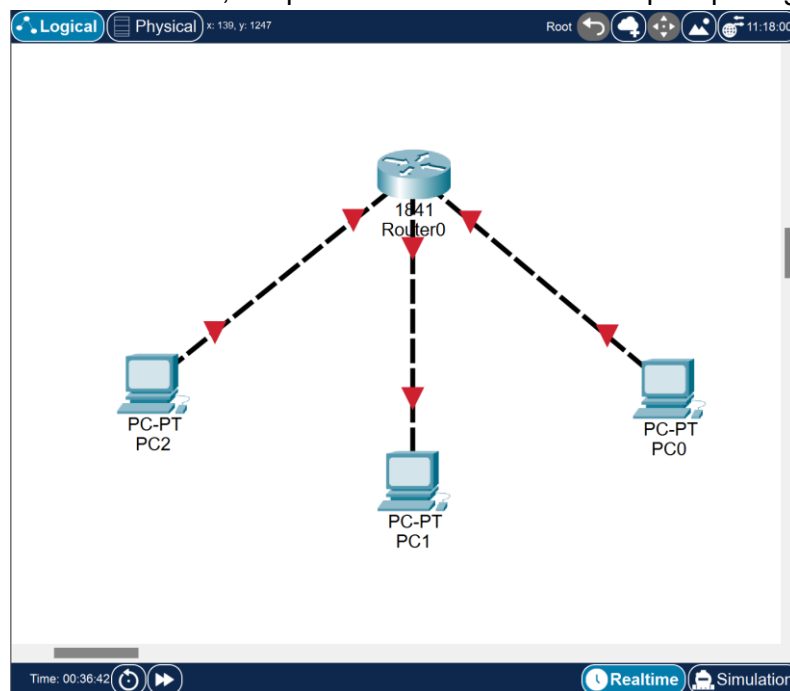 Logical Physical x: 139, y: 1247 Root 11:18:00
1841
Router0
PC-PT
PC2
PC-PT
PC0
PC-PT
PC1
Time: 00:36:42 Realtime Simulation